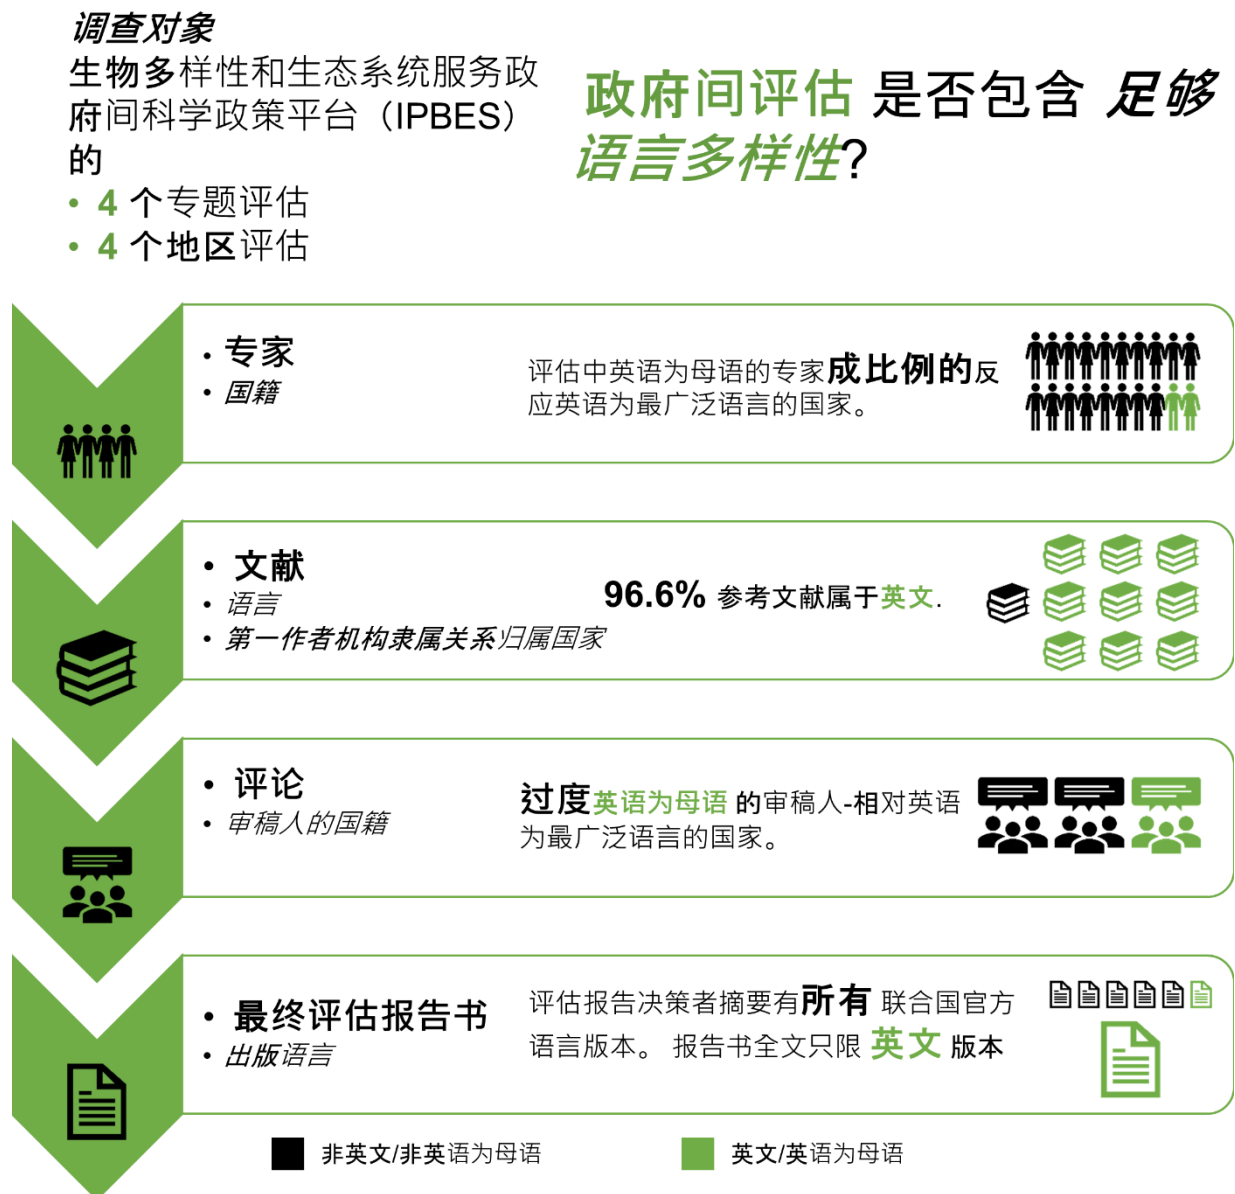 调查对象
生物多样性和生态系统服务政
府间科学政策平台（IPBES）
的
• 4 个专题评估
• 4 个地区评估
政府间评估 是否包含 足够
语言多样性?
• 专家
• 国籍
评估中英语为母语的专家成比例的反
应英语为最广泛语言的国家。
• 文献
• 语言
• 第一作者机构隶属关系归属国家
96.6% 参考文献属于英文.
• 评论
• 审稿人的国籍
过度英语为母语 的审稿人-相对英语
为最广泛语言的国家。
• 最终评估报告书
• 出版语言
评估报告决策者摘要有所有 联合国官方
语言版本。 报告书全文只限 英文 版本
非英文/非英语为母语
英文/英语为母语